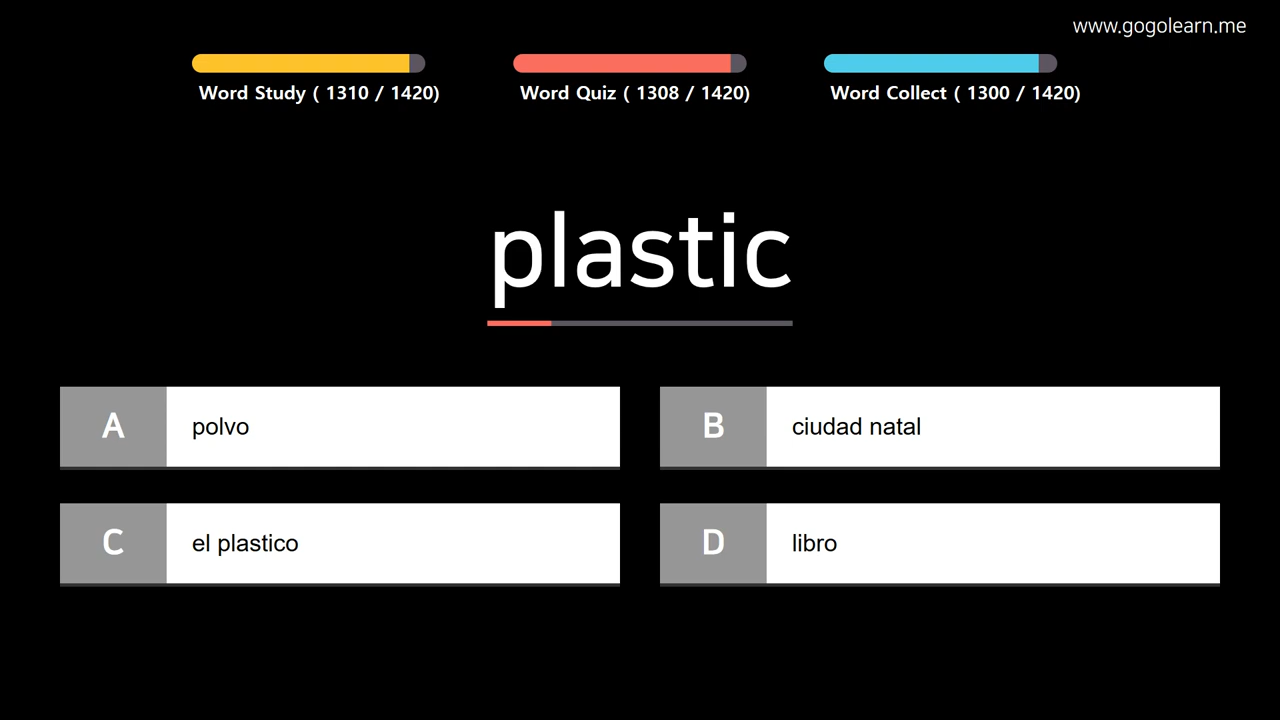 www.gogolearn.me
Word Study ( 1310 / 1420)
Word Quiz ( 1308 / 1420)
Word Collect ( 1300 / 1420)
plastic
A polvo
B ciudad natal
C el plastico
D libro